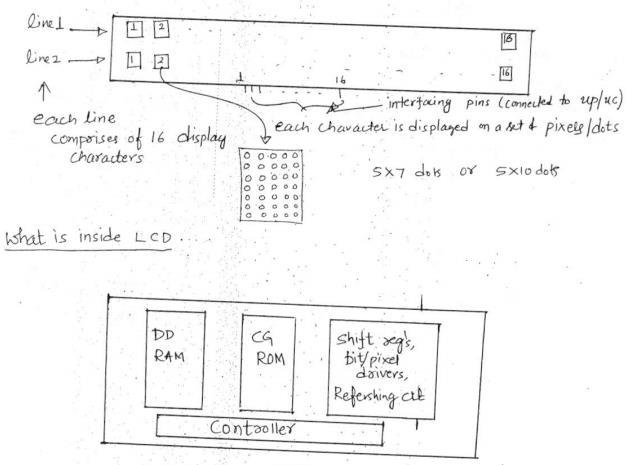 line1 1 2 16
line2 1 2 16
1 16
interfacing pins (connected to up/uc)
each line
comprises of 16 display
characters
each character is displayed on a set of pixels/dots
5x7 dots or 5x10 dots
What is inside LCD ...
DD
RAM
CG
ROM
Shift reg's,
bit/pixel
drivers,
Refershing ckt
Controller